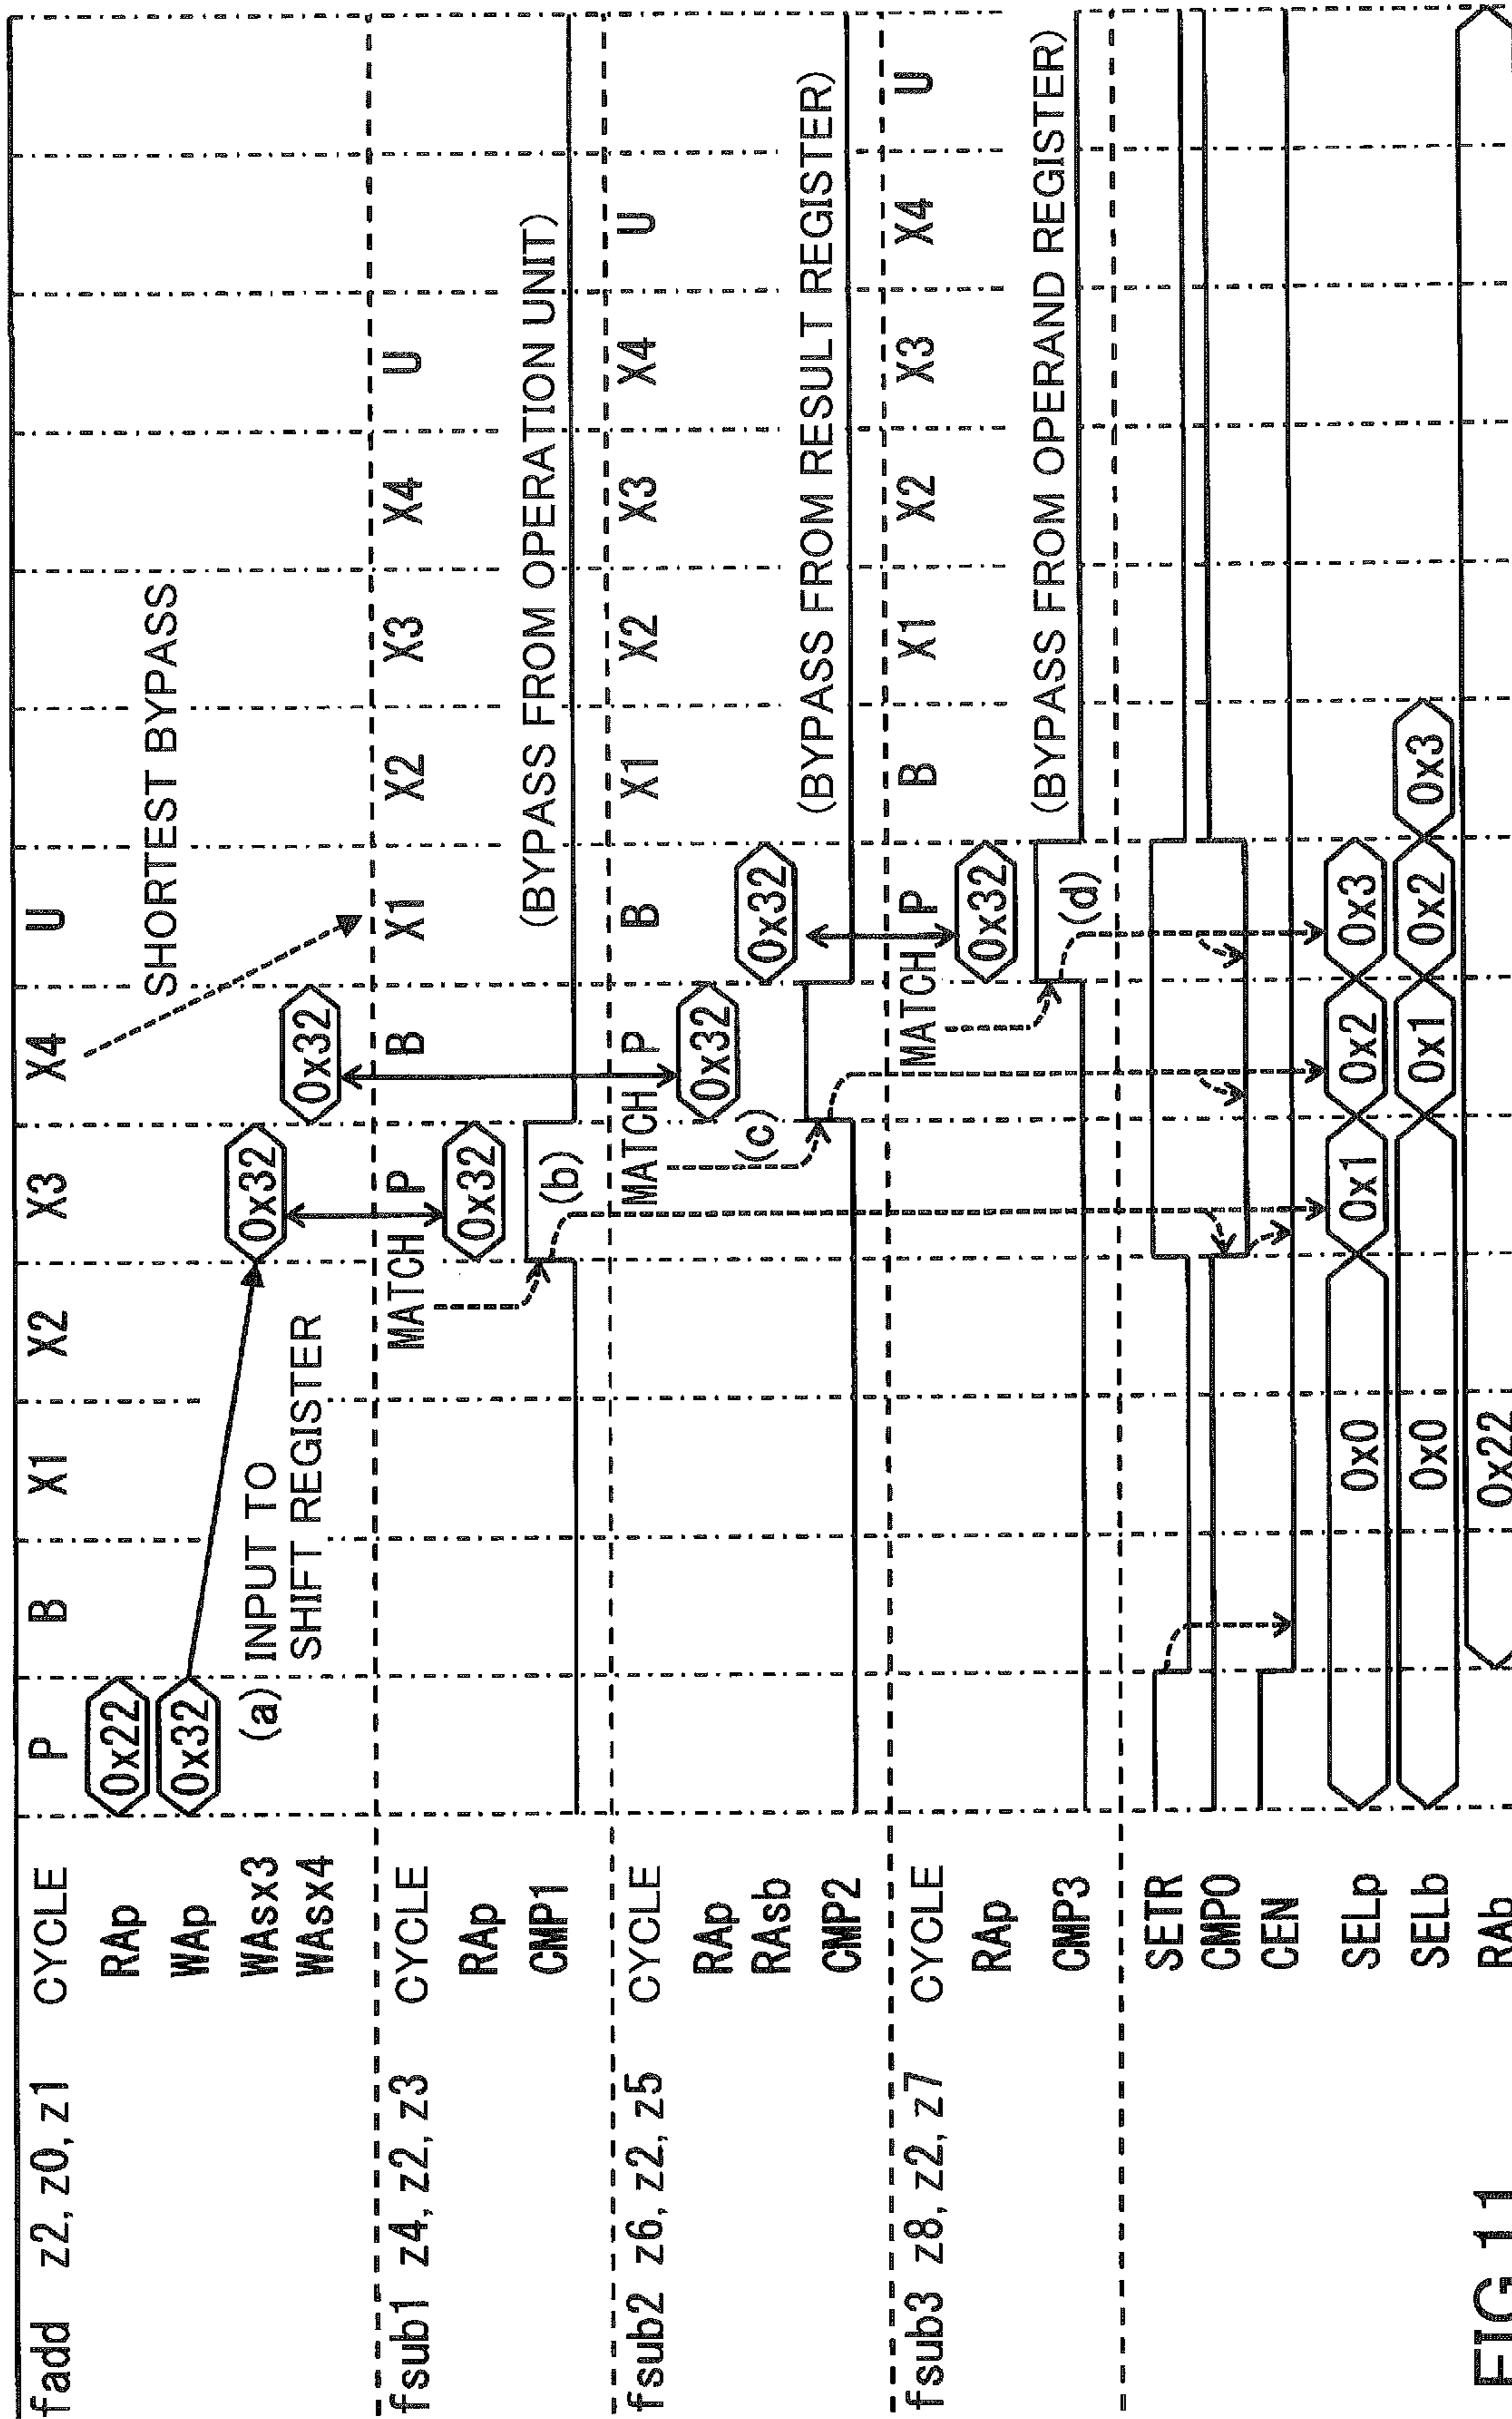 fadd z2, z0, z1 CYCLE P B X1 X2 X3 X4 U
RAp 0x22
WAp 0x32
SHORTEST BYPASS
WAsx3 (a) INPUT TO SHIFT REGISTER 0x32
WAsx4 0x32
fsub1 z4, z2, z3 CYCLE MATCH P B X1 X2 X3 X4 U
RAp 0x32
CMP1 (b) (BYPASS FROM OPERATION UNIT)
fsub2 z6, z2, z5 CYCLE MATCH P B X1 X2 X3 X4 U
RAp 0x32
RAsb (c) 0x32
CMP2 (BYPASS FROM RESULT REGISTER)
fsub3 z8, z2, z7 CYCLE MATCH P B X1 X2 X3 X4 U
RAp 0x32
CMP3 (d) (BYPASS FROM OPERAND REGISTER)
SETR
CMP0
CEN
SELp 0x0 0x1 0x2 0x3
SELb 0x0 0x1 0x2 0x3
RAb 0x22
FIG.11